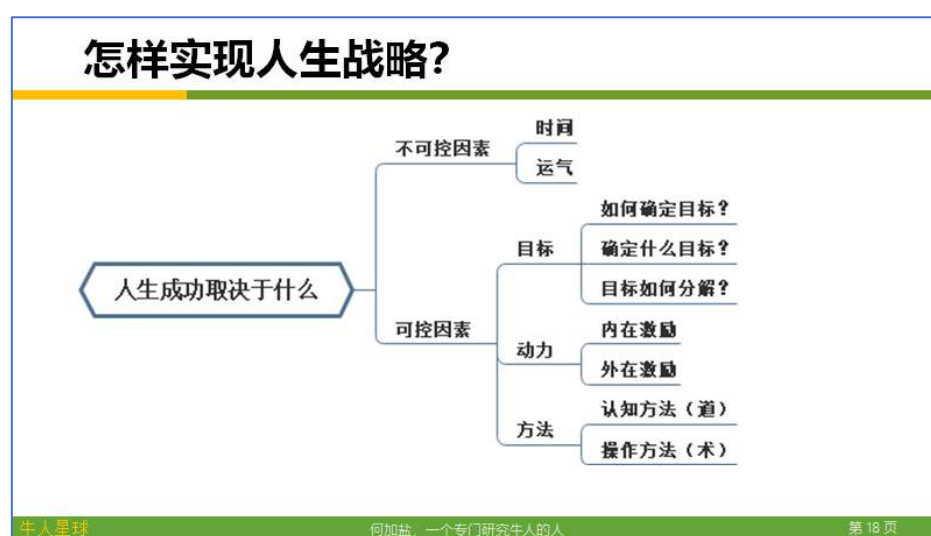 怎样实现人生战略?
时间
不可控因素
运气
如何确定目标？
目标
确定什么目标？
人生成功取决于什么
目标如何分解？
可控因素
内在激励
动力
外在激励
认知方法（道）
方法
操作方法（术）
牛人星球 何加盐，一个专门研究牛人的人 第 18 页